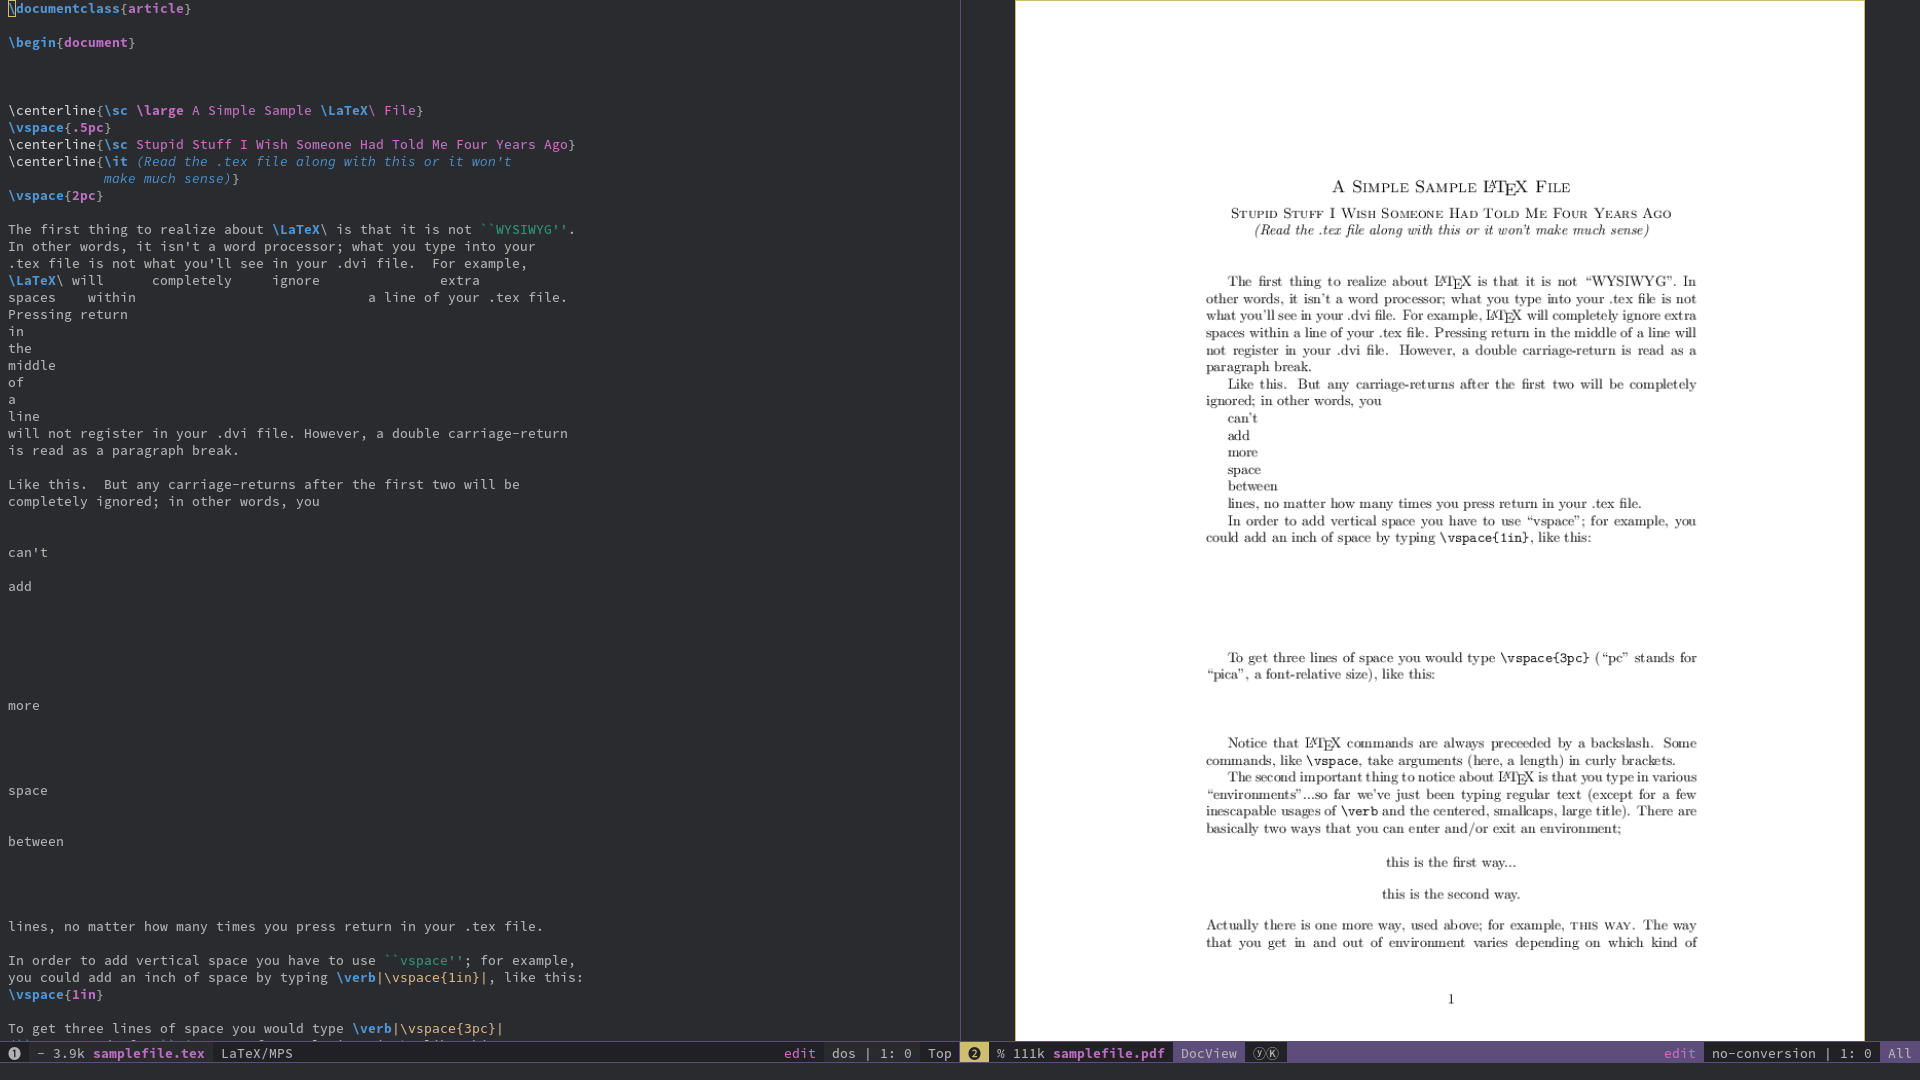 \documentclass{article}
\begin{document}
\centerline{\sc \large A Simple Sample \LaTeX\ File}
\vspace{.5pc}
\centerline{\sc Stupid Stuff I Wish Someone Had Told Me Four Years Ago}
\centerline{\it (Read the .tex file along with this or it won't
make much sense)}
\vspace{2pc}
The first thing to realize about \LaTeX\ is that it is not ``WYSIWYG''.
In other words, it isn't a word processor; what you type into your
.tex file is not what you'll see in your .dvi file.  For example,
\LaTeX\ will      completely     ignore               extra
spaces    within                             a line of your .tex file.
Pressing return
in
the
middle
of
a
line
will not register in your .dvi file. However, a double carriage-return
is read as a paragraph break.
Like this.  But any carriage-returns after the first two will be
completely ignored; in other words, you
can't
add
more
space
between
lines, no matter how many times you press return in your .tex file.
In order to add vertical space you have to use ``vspace''; for example,
you could add an inch of space by typing \verb|\vspace{1in}|, like this:
\vspace{1in}
To get three lines of space you would type \verb|\vspace{3pc}|
❶ - 3.9k samplefile.tex LaTeX/MPS edit dos | 1: 0 Top
A Simple Sample LaTeX File
Stupid Stuff I Wish Someone Had Told Me Four Years Ago
(Read the .tex file along with this or it won't make much sense)
The first thing to realize about LaTeX is that it is not “WYSIWYG”. In
other words, it isn't a word processor; what you type into your .tex file is not
what you'll see in your .dvi file. For example, LaTeX will completely ignore extra
spaces within a line of your .tex file. Pressing return in the middle of a line will
not register in your .dvi file. However, a double carriage-return is read as a
paragraph break.
Like this. But any carriage-returns after the first two will be completely
ignored; in other words, you
can't
add
more
space
between
lines, no matter how many times you press return in your .tex file.
In order to add vertical space you have to use “vspace”; for example, you
could add an inch of space by typing \vspace{1in}, like this:
To get three lines of space you would type \vspace{3pc} (“pc” stands for
“pica”, a font-relative size), like this:
Notice that LaTeX commands are always preceeded by a backslash. Some
commands, like \vspace, take arguments (here, a length) in curly brackets.
The second important thing to notice about LaTeX is that you type in various
“environments”...so far we've just been typing regular text (except for a few
inescapable usages of \verb and the centered, smallcaps, large title). There are
basically two ways that you can enter and/or exit an environment;
this is the first way...
this is the second way.
Actually there is one more way, used above; for example, THIS WAY. The way
that you get in and out of environment varies depending on which kind of
1
❷ % 111k samplefile.pdf DocView ⓨⓀ edit no-conversion | 1: 0 All